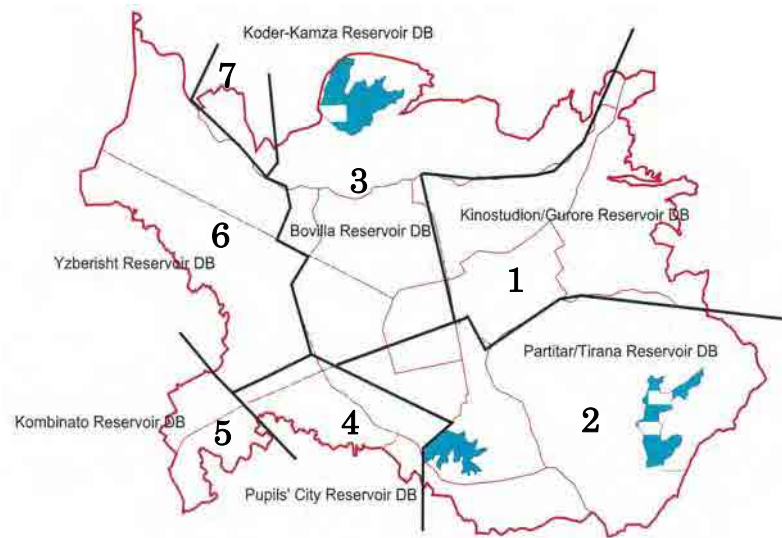 Koder-Kamza Reservoir DB
7
3
Kinostudion/Gurore Reservoir DB
6
Bovilla Reservoir DB
Yzberisht Reservoir DB
1
Partitar/Tirana Reservoir DB
Kombinato Reservoir DB
5
4
2
Pupils' City Reservoir DB